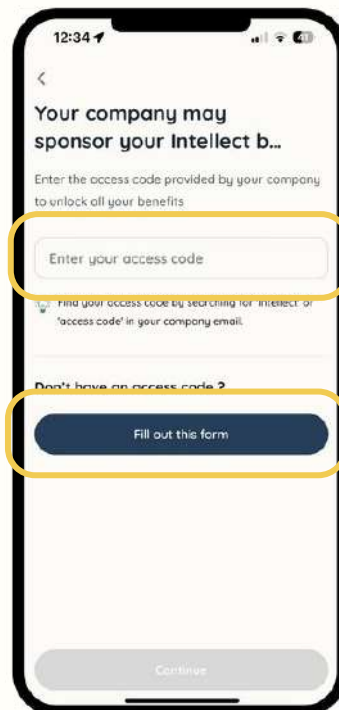 12:34
41
Your company may
sponsor your Intellect b...
Enter the access code provided by your company
to unlock all your benefits
Enter your access code
Find your access code by searching for 'Intellect' or
'access code' in your company email.
Don't have an access code ?
Fill out this form
Continue